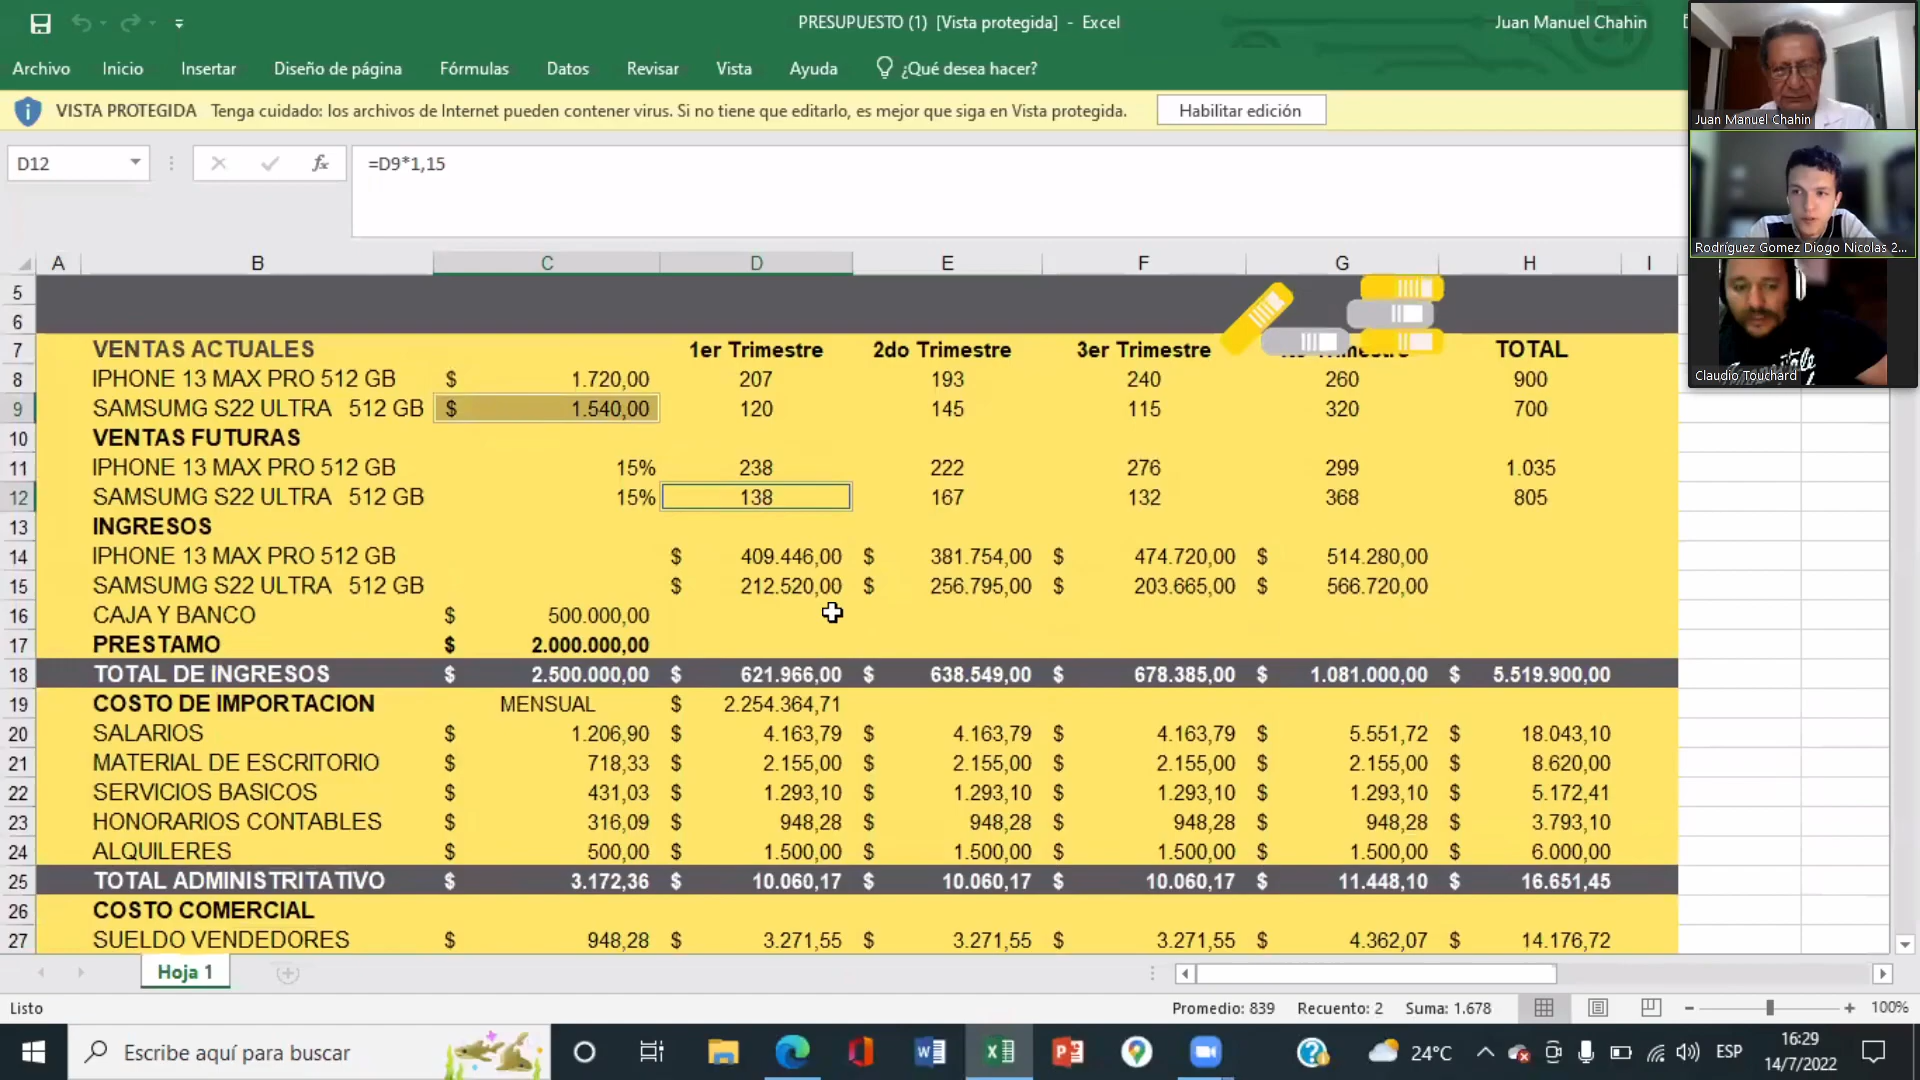 PRESUPUESTO (1) [Vista protegida] - Excel
Juan Manuel Chahin
Archivo Inicio Insertar Diseño de página Fórmulas Datos Revisar Vista Ayuda ¿Qué desea hacer?
VISTA PROTEGIDA Tenga cuidado: los archivos de Internet pueden contener virus. Si no tiene que editarlo, es mejor que siga en Vista protegida. Habilitar edición
Juan Manuel Chahin
D12 fx =D9*1,15
Rodríguez Gomez Diogo Nicolas 2...
Claudio Touchard
A B C D E F G H I
5
6
7 VENTAS ACTUALES 1er Trimestre 2do Trimestre 3er Trimestre TOTAL
8 IPHONE 13 MAX PRO 512 GB $ 1.720,00 207 193 240 260 900
9 SAMSUMG S22 ULTRA 512 GB $ 1.540,00 120 145 115 320 700
10 VENTAS FUTURAS
11 IPHONE 13 MAX PRO 512 GB 15% 238 222 276 299 1.035
12 SAMSUMG S22 ULTRA 512 GB 15% 138 167 132 368 805
13 INGRESOS
14 IPHONE 13 MAX PRO 512 GB $ 409.446,00 $ 381.754,00 $ 474.720,00 $ 514.280,00
15 SAMSUMG S22 ULTRA 512 GB $ 212.520,00 $ 256.795,00 $ 203.665,00 $ 566.720,00
16 CAJA Y BANCO $ 500.000,00
17 PRESTAMO $ 2.000.000,00
18 TOTAL DE INGRESOS $ 2.500.000,00 $ 621.966,00 $ 638.549,00 $ 678.385,00 $ 1.081.000,00 $ 5.519.900,00
19 COSTO DE IMPORTACION MENSUAL $ 2.254.364,71
20 SALARIOS $ 1.206,90 $ 4.163,79 $ 4.163,79 $ 4.163,79 $ 5.551,72 $ 18.043,10
21 MATERIAL DE ESCRITORIO $ 718,33 $ 2.155,00 $ 2.155,00 $ 2.155,00 $ 2.155,00 $ 8.620,00
22 SERVICIOS BASICOS $ 431,03 $ 1.293,10 $ 1.293,10 $ 1.293,10 $ 1.293,10 $ 5.172,41
23 HONORARIOS CONTABLES $ 316,09 $ 948,28 $ 948,28 $ 948,28 $ 948,28 $ 3.793,10
24 ALQUILERES $ 500,00 $ 1.500,00 $ 1.500,00 $ 1.500,00 $ 1.500,00 $ 6.000,00
25 TOTAL ADMINISTRITATIVO $ 3.172,36 $ 10.060,17 $ 10.060,17 $ 10.060,17 $ 11.448,10 $ 16.651,45
26 COSTO COMERCIAL
27 SUELDO VENDEDORES $ 948,28 $ 3.271,55 $ 3.271,55 $ 3.271,55 $ 4.362,07 $ 14.176,72
Hoja 1
Listo Promedio: 839 Recuento: 2 Suma: 1.678 100%
Escribe aquí para buscar 24°C ESP 16:29
14/7/2022